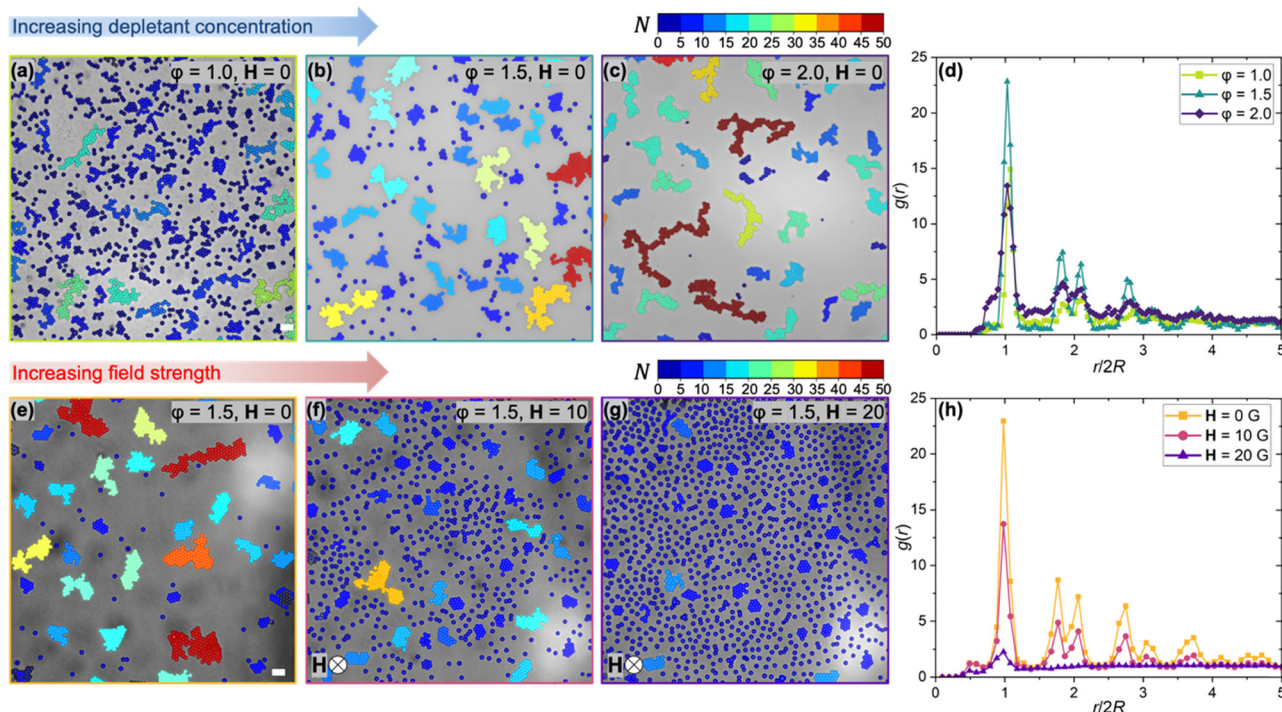 Increasing depletant concentration
N
0 5 10 15 20 25 30 35 40 45 50
(a) φ = 1.0, H = 0
(b) φ = 1.5, H = 0
(c) φ = 2.0, H = 0
(d)
φ = 1.0
φ = 1.5
φ = 2.0
25
20
15
10
5
0
g(r)
0 1 2 3 4 5
r/2R
Increasing field strength
N
0 5 10 15 20 25 30 35 40 45 50
(e) φ = 1.5, H = 0
(f) φ = 1.5, H = 10
H
(g) φ = 1.5, H = 20
H
(h)
H = 0 G
H = 10 G
H = 20 G
25
20
15
10
5
0
g(r)
0 1 2 3 4 5
r/2R